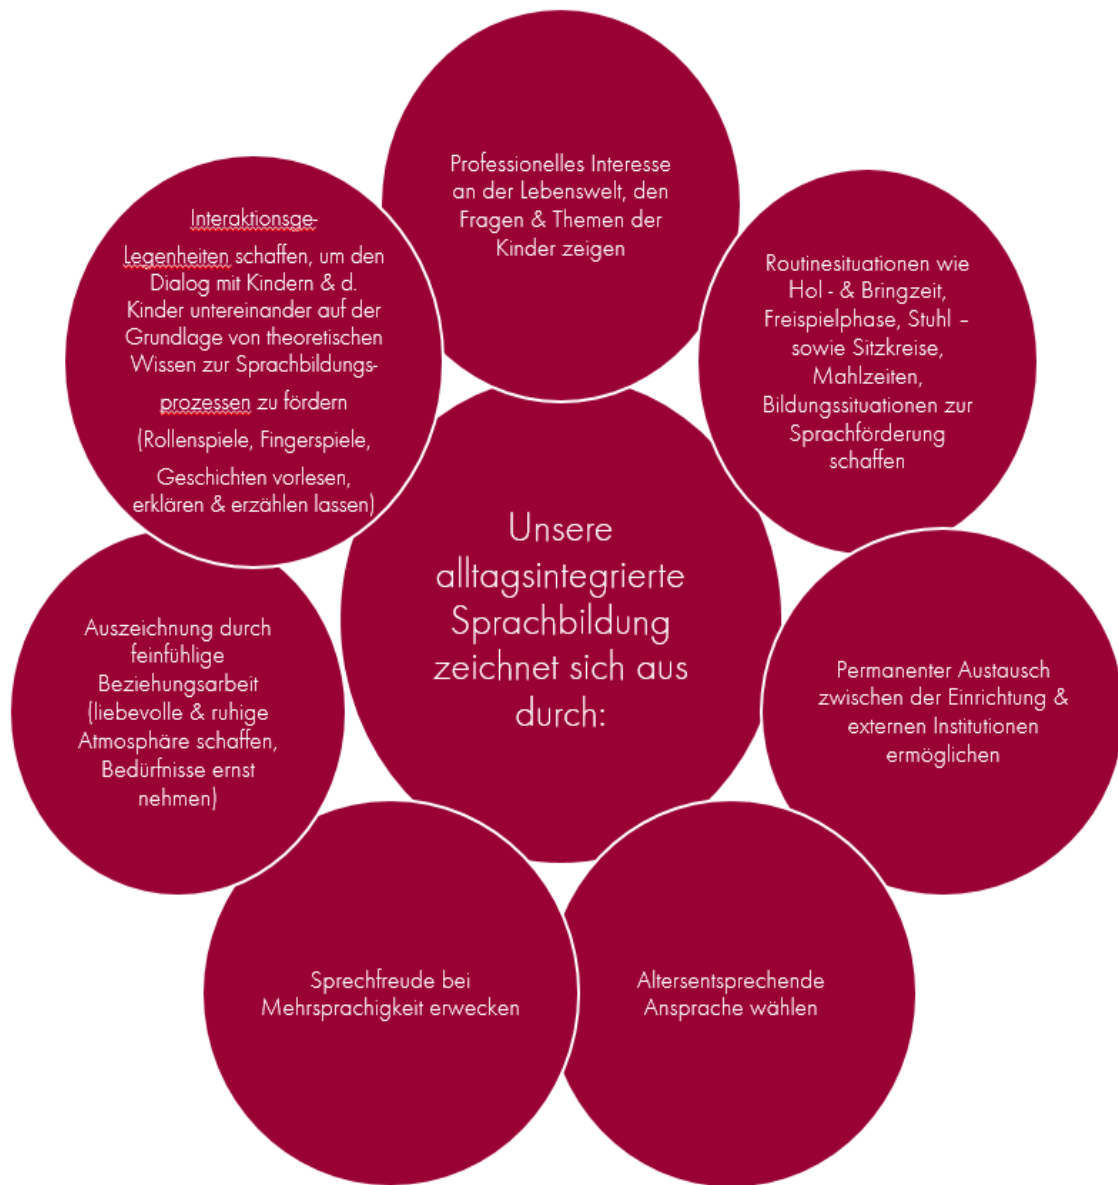 Professionelles Interesse
an der Lebenswelt, den
Fragen & Themen der
Kinder zeigen
Routinesituationen wie
Hol - & Bringzeit,
Freispielphase, Stuhl –
sowie Sitzkreise,
Mahlzeiten,
Bildungssituationen zur
Sprachförderung
schaffen
Permanenter Austausch
zwischen der Einrichtung &
externen Institutionen
ermöglichen
Altersentsprechende
Ansprache wählen
Sprechfreude bei
Mehrsprachigkeit erwecken
Auszeichnung durch
feinfühlige
Beziehungsarbeit
(liebevolle & ruhige
Atmosphäre schaffen,
Bedürfnisse ernst
nehmen)
Interaktionsge-
Legenheiten schaffen, um den
Dialog mit Kindern & d.
Kinder untereinander auf der
Grundlage von theoretischen
Wissen zur Sprachbildungs-
prozessen zu fördern
(Rollenspiele, Fingerspiele,
Geschichten vorlesen,
erklären & erzählen lassen)
Unsere
alltagsintegrierte
Sprachbildung
zeichnet sich aus
durch: